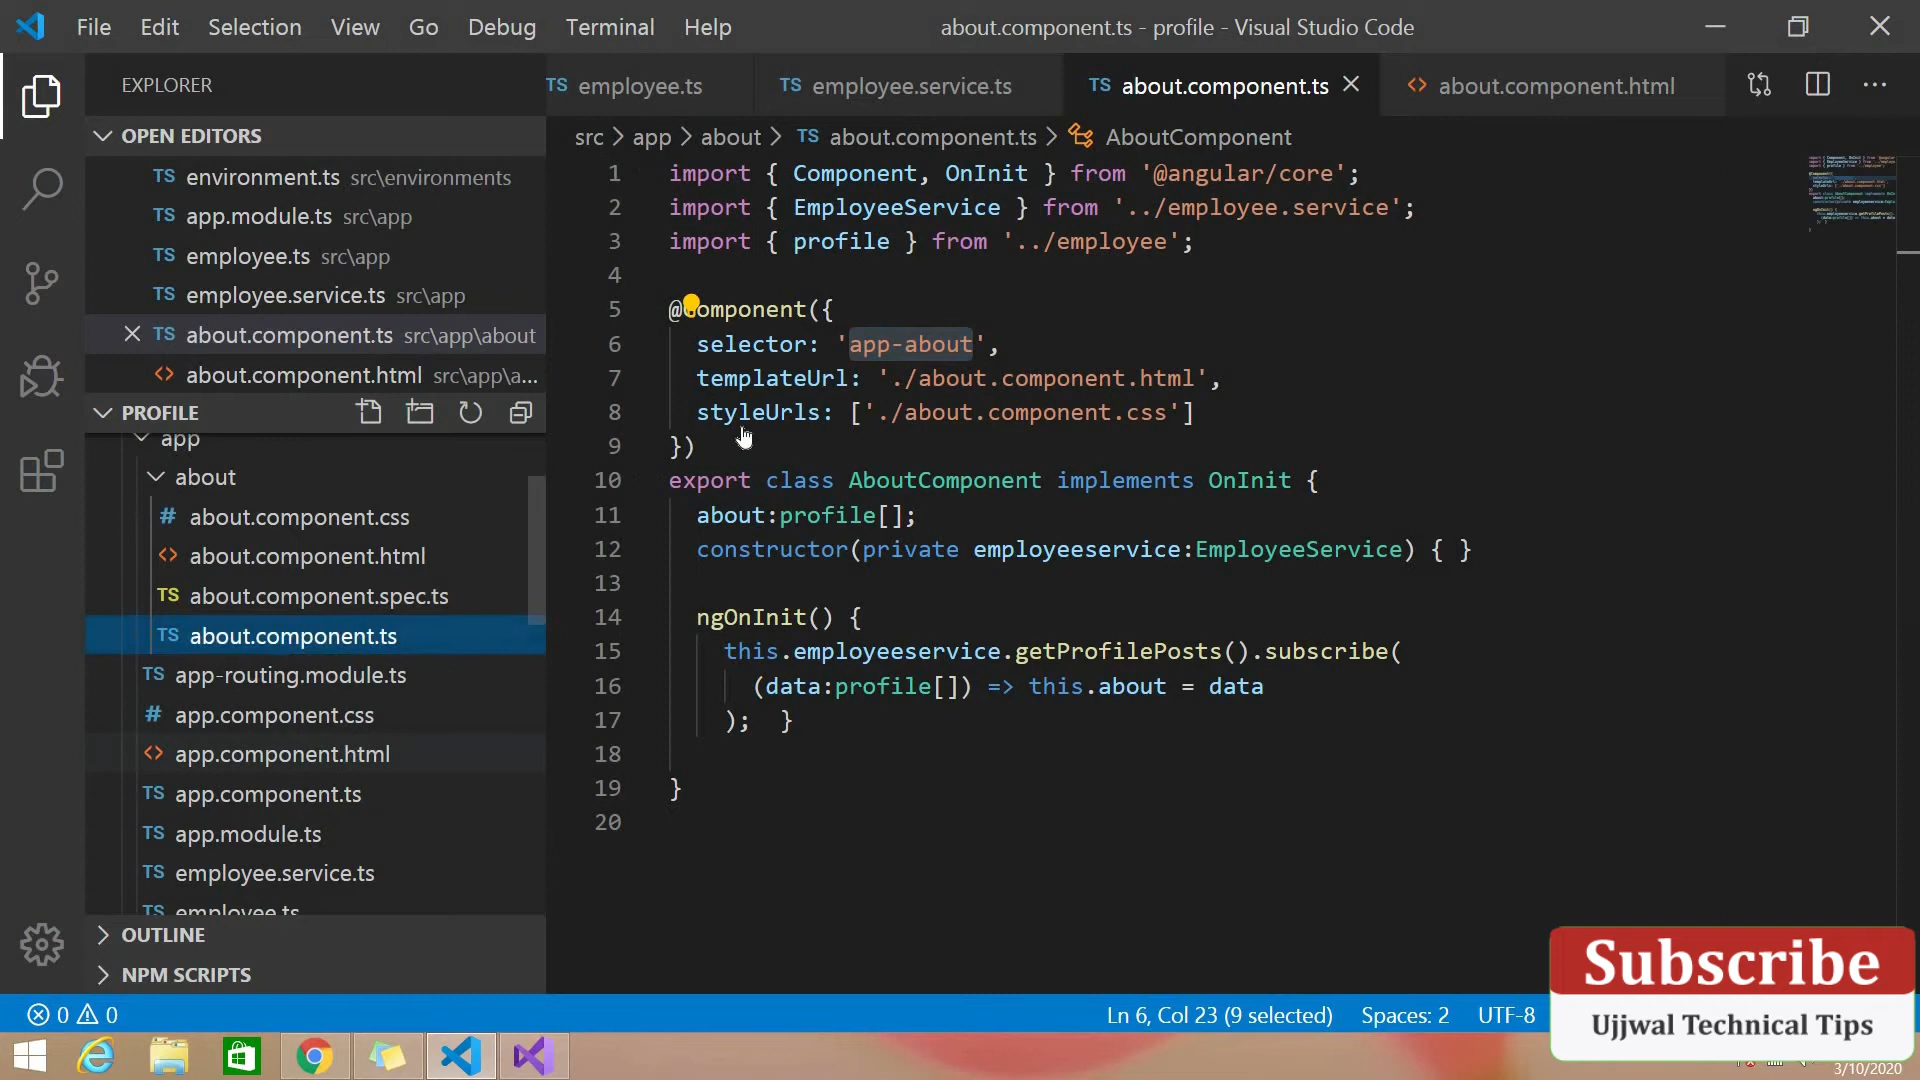 File Edit Selection View Go Debug Terminal Help
about.component.ts - profile - Visual Studio Code
EXPLORER
OPEN EDITORS
TS environment.ts src\environments
TS app.module.ts src\app
TS employee.ts src\app
TS employee.service.ts src\app
TS about.component.ts src\app\about
about.component.html src\app\a...
PROFILE
app
about
# about.component.css
about.component.html
TS about.component.spec.ts
TS about.component.ts
TS app-routing.module.ts
# app.component.css
app.component.html
TS app.component.ts
TS app.module.ts
TS employee.service.ts
TS employee.ts
OUTLINE
NPM SCRIPTS
TS employee.ts
TS employee.service.ts
TS about.component.ts
about.component.html
src > app > about > TS about.component.ts > AboutComponent
1 import { Component, OnInit } from '@angular/core';
2 import { EmployeeService } from '../employee.service';
3 import { profile } from '../employee';
4
5 @Component({
6 selector: 'app-about',
7 templateUrl: './about.component.html',
8 styleUrls: ['./about.component.css']
9 })
10 export class AboutComponent implements OnInit {
11 about:profile[];
12 constructor(private employeeservice:EmployeeService) { }
13
14 ngOnInit() {
15 this.employeeservice.getProfilePosts().subscribe(
16 (data:profile[]) => this.about = data
17 ); }
18
19 }
20
0 0
Ln 6, Col 23 (9 selected) Spaces: 2 UTF-8
Subscribe
Ujjwal Technical Tips
3/10/2020